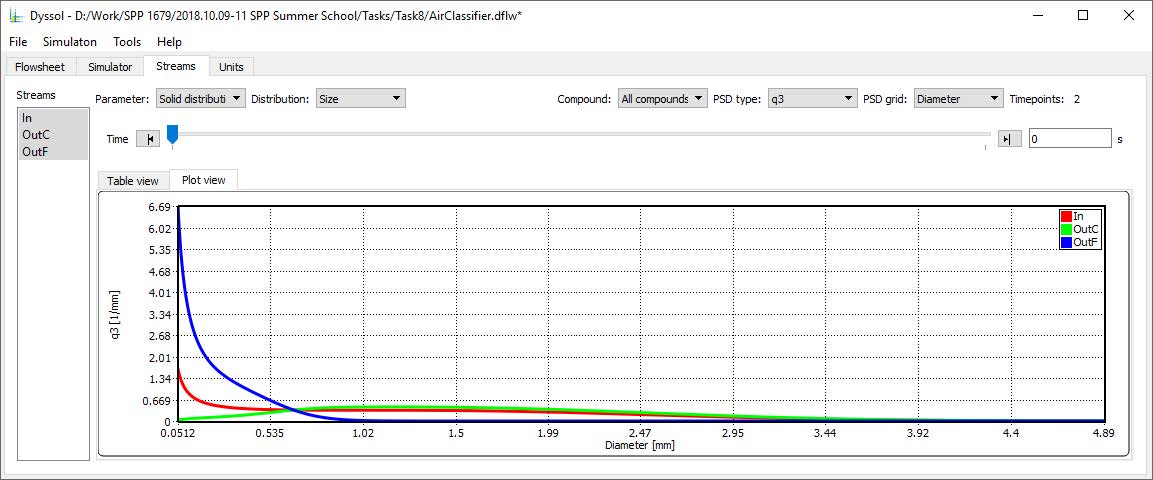 Dyssol - D:/Work/SPP 1679/2018.10.09-11 SPP Summer School/Tasks/Task8/AirClassifier.dflw*
File Simulaton Tools Help
Flowsheet Simulator Streams Units
Streams
In
OutC
OutF
Parameter: Solid distributi Distribution: Size Compound: All compounds PSD type: q3 PSD grid: Diameter Timepoints: 2
Time 0 s
Table view Plot view
6.69
6.02
5.35
4.68
4.01
3.34
2.68
2.01
1.34
0.669
0
q3 [1/mm]
In
OutC
OutF
0.0512 0.535 1.02 1.5 1.99 2.47 2.95 3.44 3.92 4.4 4.89
Diameter [mm]